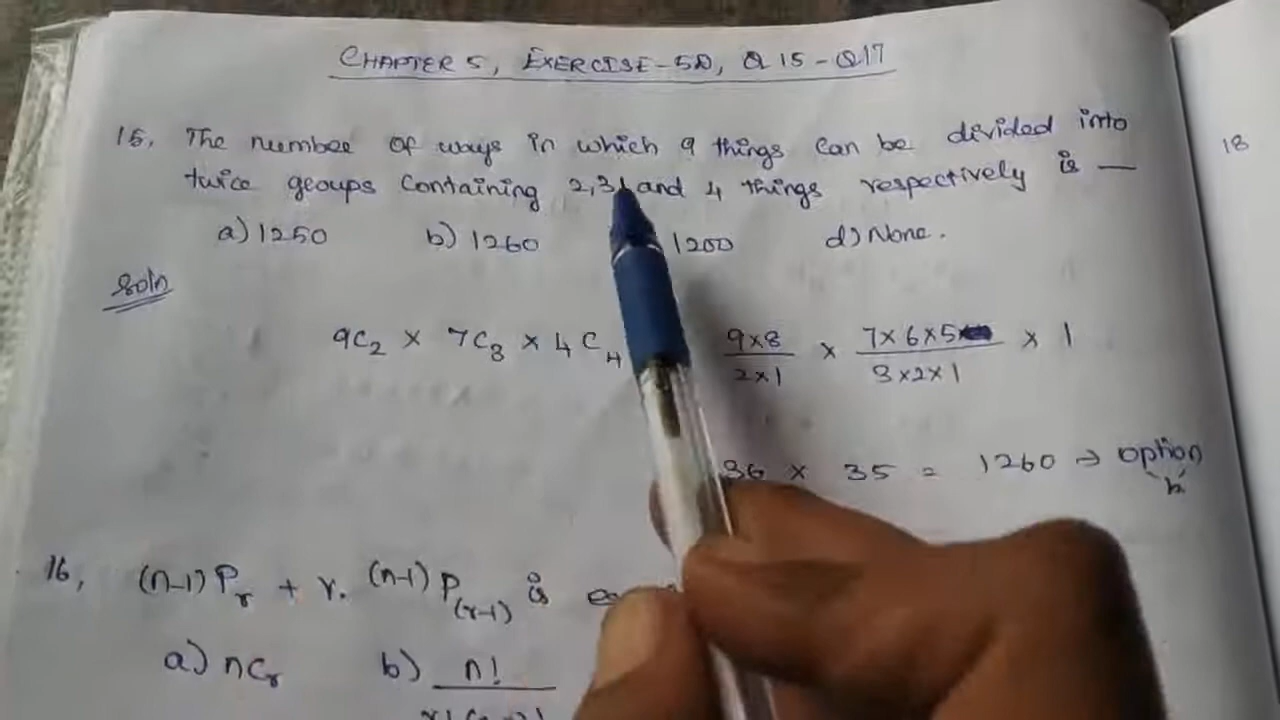 CHAPTER 5, EXERCISE-5D, Q 15 - Q17
15. The number of ways in which 9 things can be divided into
twice groups containing 2,3, and 4 things respectively is —
a) 1250 b) 1260 1200 d) None.
Soln
9C2 × 7C3 × 4C4 9×8/2×1 × 7×6×5/3×2×1 × 1
36 × 35 = 1260 → option 'b'
16, (n-1)Pr + r. (n-1)P(r-1) is
a) nCr b) n!
18